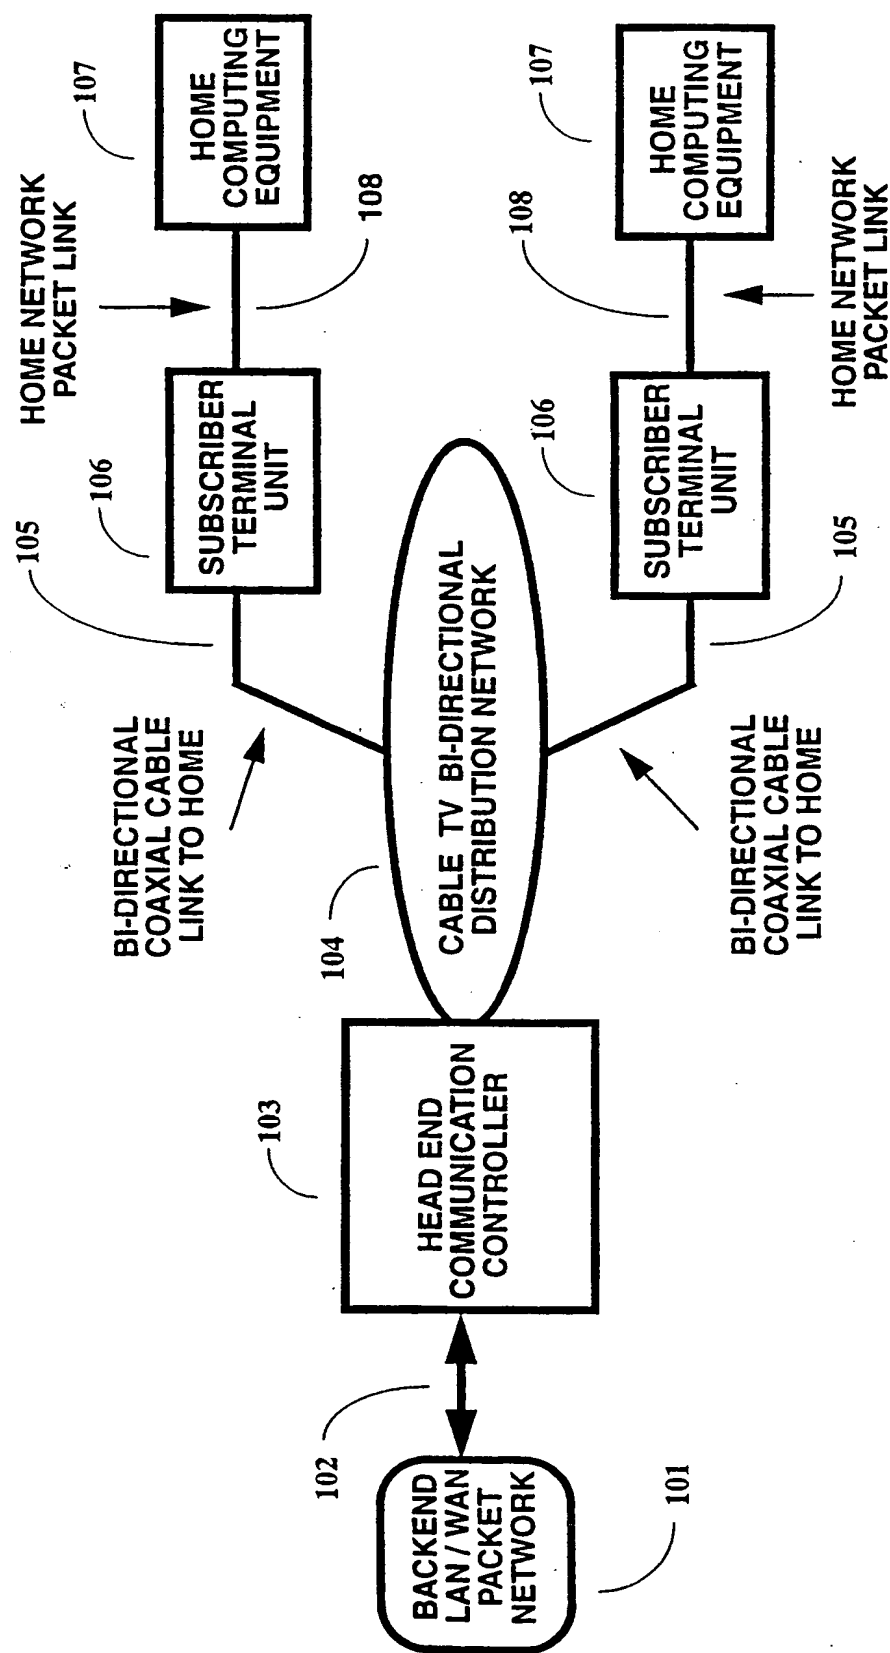 HOME NETWORK
PACKET LINK
107
HOME
COMPUTING
EQUIPMENT
108
105
106
SUBSCRIBER
TERMINAL
UNIT
BI-DIRECTIONAL
COAXIAL CABLE
LINK TO HOME
104
CABLE TV BI-DIRECTIONAL
DISTRIBUTION NETWORK
103
HEAD END
COMMUNICATION
CONTROLLER
102
BACKEND
LAN / WAN
PACKET
NETWORK
101
106
SUBSCRIBER
TERMINAL
UNIT
105
108
107
HOME
COMPUTING
EQUIPMENT
BI-DIRECTIONAL
COAXIAL CABLE
LINK TO HOME
HOME NETWORK
PACKET LINK